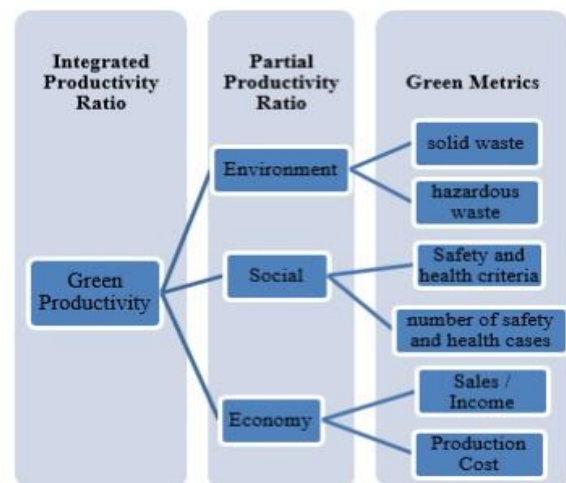 Integrated
Productivity
Ratio
Partial
Productivity
Ratio
Green Metrics
Green
Productivity
Environment
Social
Economy
solid waste
hazardous
waste
Safety and
health criteria
number of safety
and health cases
Sales /
Income
Production
Cost